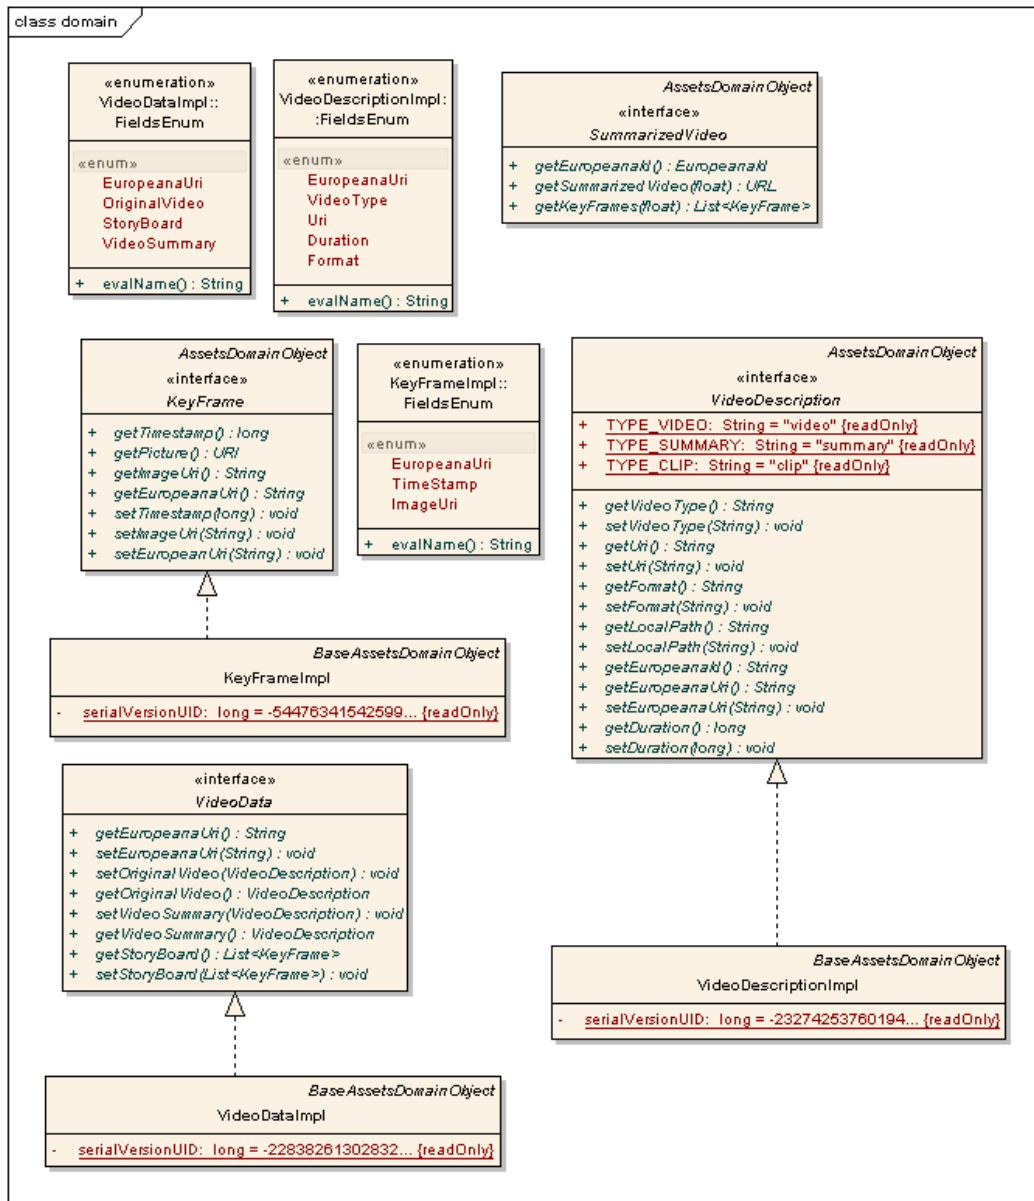 class domain
«enumeration»
VideoDataImpl::
FieldsEnum
«enum»
EuropeanaUri
OriginalVideo
StoryBoard
VideoSummary
+ evalName() : String
«enumeration»
VideoDescriptionImpl:
:FieldsEnum
«enum»
EuropeanaUri
VideoType
Uri
Duration
Format
+ evalName() : String
AssetsDomainObject
«interface»
SummarizedVideo
+ getEuropeanaId() : EuropeanaId
+ getSummarizedVideo(float) : URL
+ getKeyFrames(float) : List<KeyFrame>
AssetsDomainObject
«interface»
KeyFrame
+ getTimestamp() : long
+ getPicture() : URI
+ getImageUri() : String
+ getEuropeanaUri() : String
+ setTimestamp(long) : void
+ setImageUri(String) : void
+ setEuropeanUri(String) : void
«enumeration»
KeyFrameImpl::
FieldsEnum
«enum»
EuropeanaUri
TimeStamp
ImageUri
+ evalName() : String
AssetsDomainObject
«interface»
VideoDescription
+ TYPE_VIDEO: String = "video" {readOnly}
+ TYPE_SUMMARY: String = "summary" {readOnly}
+ TYPE_CLIP: String = "clip" {readOnly}
+ getVideoType() : String
+ setVideoType(String) : void
+ getUri() : String
+ setUri(String) : void
+ getFormat() : String
+ setFormat(String) : void
+ getLocalPath() : String
+ setLocalPath(String) : void
+ getEuropeanaId() : String
+ getEuropeanaUri() : String
+ setEuropeanaUri(String) : void
+ getDuration() : long
+ setDuration(long) : void
BaseAssetsDomainObject
KeyFrameImpl
- serialVersionUID: long = -54476341542599... {readOnly}
«interface»
VideoData
+ getEuropeanaUri() : String
+ setEuropeanaUri(String) : void
+ setOriginalVideo(VideoDescription) : void
+ getOriginalVideo() : VideoDescription
+ setVideoSummary(VideoDescription) : void
+ getVideoSummary() : VideoDescription
+ getStoryBoard() : List<KeyFrame>
+ setStoryBoard(List<KeyFrame>) : void
BaseAssetsDomainObject
VideoDescriptionImpl
- serialVersionUID: long = -23274253760194... {readOnly}
BaseAssetsDomainObject
VideoDataImpl
- serialVersionUID: long = -22838261302832... {readOnly}